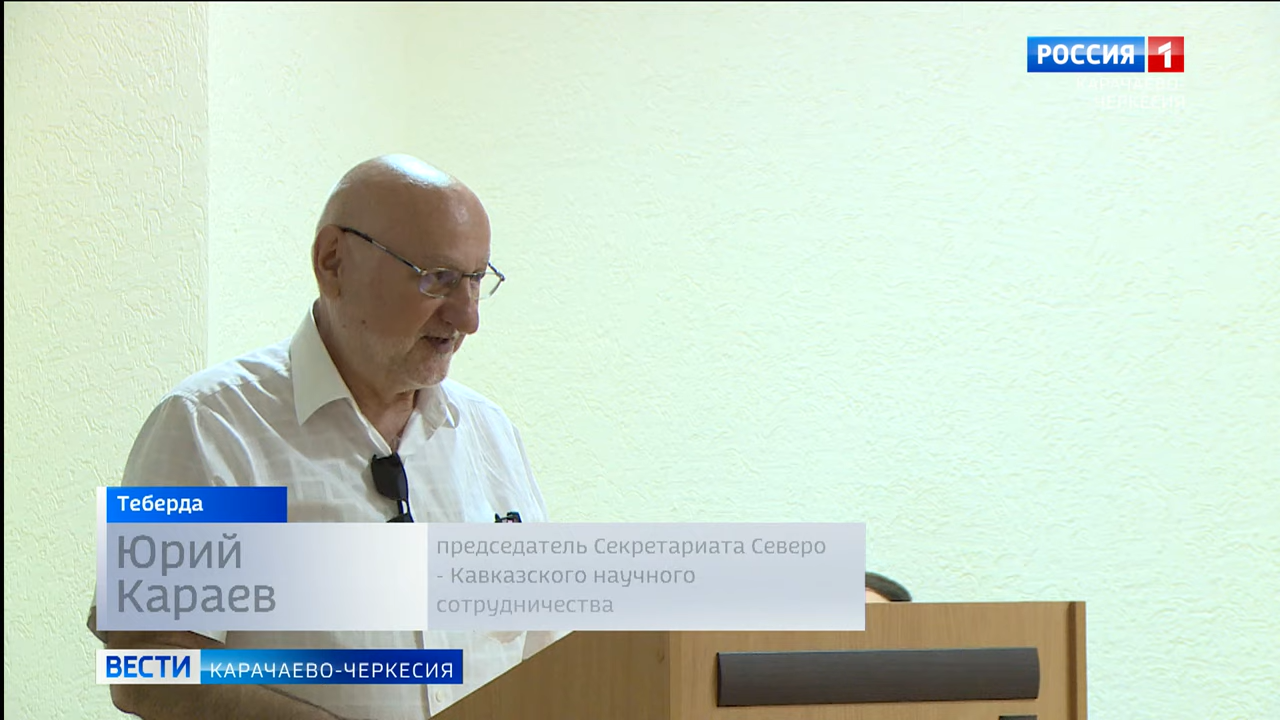 РОССИЯ 1
КАРАЧАЕВО-
ЧЕРКЕСИЯ
Теберда
Юрий
Караев
председатель Секретариата Северо
- Кавказского научного
сотрудничества
ВЕСТИ КАРАЧАЕВО-ЧЕРКЕСИЯ